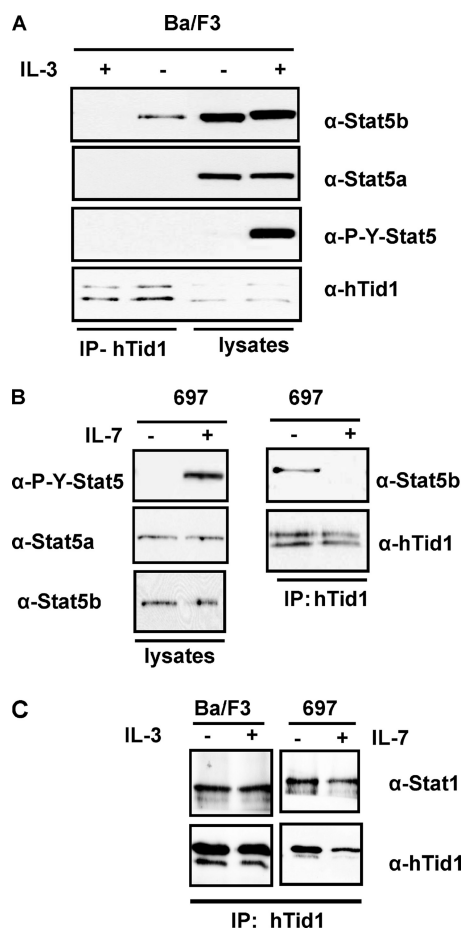 A
Ba/F3
IL-3 + - - +
α-Stat5b
α-Stat5a
α-P-Y-Stat5
α-hTid1
IP- hTid1 lysates
B
697 697
IL-7 - + - +
α-P-Y-Stat5 α-Stat5b
α-Stat5a α-hTid1
α-Stat5b IP: hTid1
lysates
C
Ba/F3 697
IL-3 - + - + IL-7
α-Stat1
α-hTid1
IP: hTid1